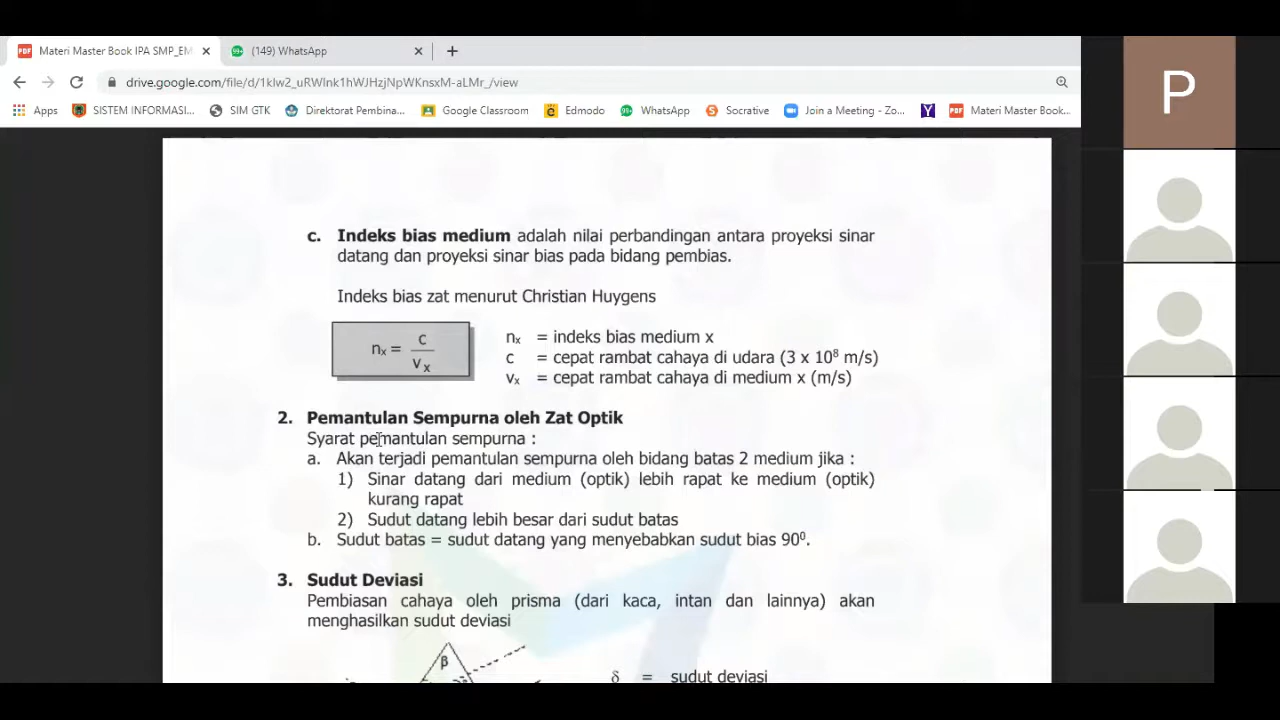 Materi Master Book IPA SMP_EM
(149) WhatsApp
drive.google.com/file/d/1klw2_uRWlnk1hWJHzjNpWKnsxM-aLMr_/view
Apps
SISTEM INFORMASI...
SIM GTK
Direktorat Pembina...
Google Classroom
Edmodo
WhatsApp
Socrative
Join a Meeting - Zo...
Materi Master Book...
P
c. Indeks bias medium adalah nilai perbandingan antara proyeksi sinar
datang dan proyeksi sinar bias pada bidang pembias.
Indeks bias zat menurut Christian Huygens
nₓ = c / vₓ
nₓ = indeks bias medium x
c = cepat rambat cahaya di udara (3 x 10⁸ m/s)
vₓ = cepat rambat cahaya di medium x (m/s)
2. Pemantulan Sempurna oleh Zat Optik
Syarat pemantulan sempurna :
a. Akan terjadi pemantulan sempurna oleh bidang batas 2 medium jika :
1) Sinar datang dari medium (optik) lebih rapat ke medium (optik)
kurang rapat
2) Sudut datang lebih besar dari sudut batas
b. Sudut batas = sudut datang yang menyebabkan sudut bias 90⁰.
3. Sudut Deviasi
Pembiasan cahaya oleh prisma (dari kaca, intan dan lainnya) akan
menghasilkan sudut deviasi
β
δ = sudut deviasi